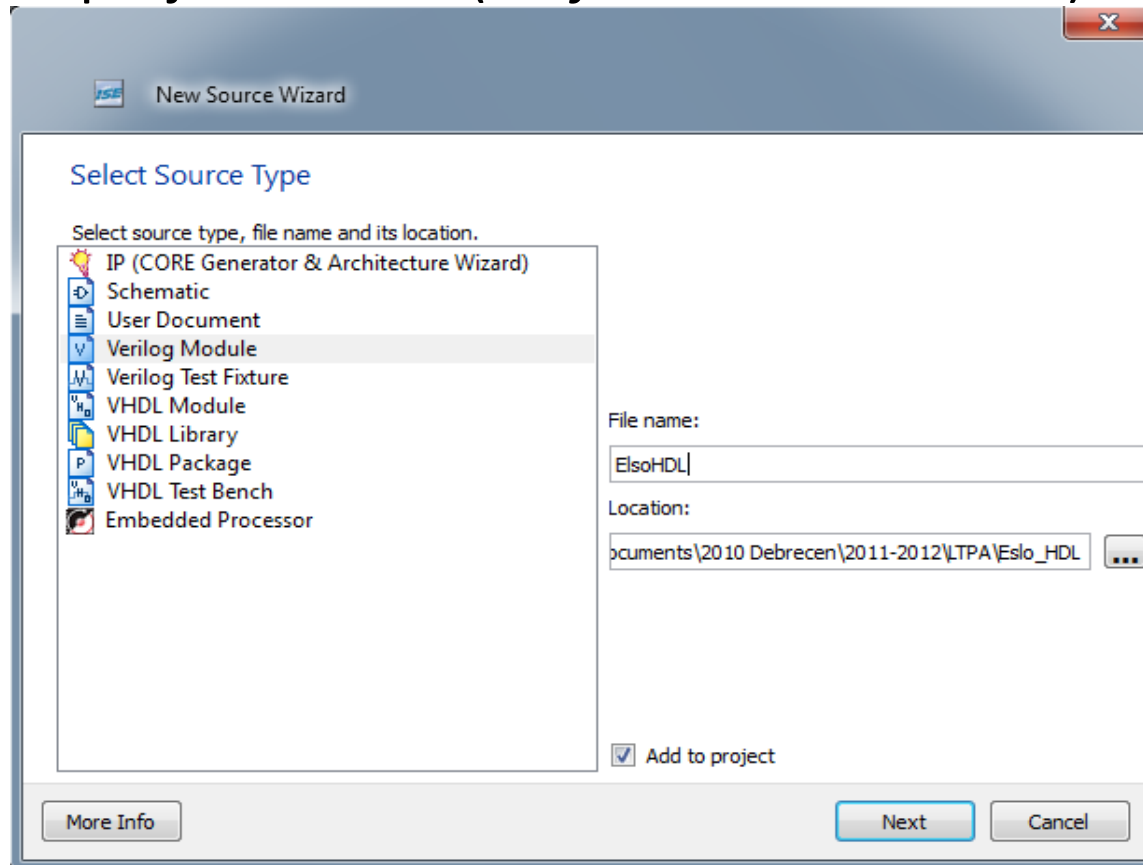 New Source Wizard
Select Source Type
Select source type, file name and its location.
IP (CORE Generator & Architecture Wizard)
Schematic
User Document
Verilog Module
Verilog Test Fixture
VHDL Module
VHDL Library
VHDL Package
VHDL Test Bench
Embedded Processor
File name:
ElsoHDL
Location:
ocuments\2010 Debrecen\2011-2012\LTPA\Eslo_HDL
...
Add to project
More Info
Next
Cancel